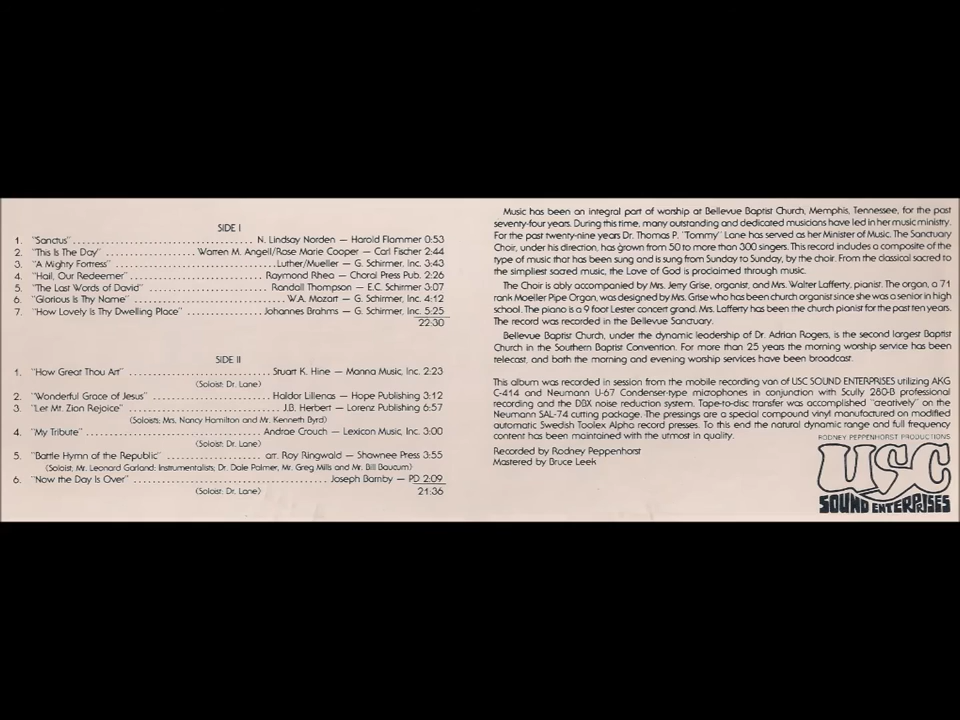 SIDE I
1. "Sanctus" N. Lindsay Norden — Harold Flammer 0:53
2. "This Is The Day" Warren M. Angell/Rose Marie Cooper — Carl Fischer 2:44
3. "A Mighty Fortress" Luther/Mueller — G. Schirmer, Inc. 3:43
4. "Hail, Our Redeemer" Raymond Rhea — Choral Press Pub. 2:26
5. "The Last Words of David" Randall Thompson — E.C. Schirmer 3:07
6. "Glorious Is Thy Name" W.A. Mozart — G. Schirmer, Inc. 4:12
7. "How Lovely Is Thy Dwelling Place" Johannes Brahms — G. Schirmer, Inc. 5:25
22:30
SIDE II
1. "How Great Thou Art" Stuart K. Hine — Manna Music, Inc. 2:23
(Soloist: Dr. Lane)
2. "Wonderful Grace of Jesus" Haldor Lillenas — Hope Publishing 3:12
3. "Let Mt. Zion Rejoice" J.B. Herbert — Lorenz Publishing 6:57
(Soloists; Mrs. Nancy Hamilton and Mr. Kenneth Byrd)
4. "My Tribute" Andrae Crouch — Lexicon Music, Inc. 3:00
(Soloist: Dr. Lane)
5. "Battle Hymn of the Republic" arr. Roy Ringwald — Shawnee Press 3:55
(Soloist, Mr. Leonard Garland: Instrumentalists; Dr. Dale Palmer, Mr. Greg Mills and Mr. Bill Baucum)
6. "Now the Day Is Over" Joseph Barnby — PD 2:09
(Soloist: Dr. Lane) 21:36
Music has been an integral part of worship at Bellevue Baptist Church, Memphis, Tennessee, for the past
seventy-four years. During this time, many outstanding and dedicated musicians have led in her music ministry.
For the past twenty-nine years Dr. Thomas P. "Tommy" Lane has served as her Minister of Music. The Sanctuary
Choir, under his direction, has grown from 50 to more than 300 singers. This record includes a composite of the
type of music that has been sung and is sung from Sunday to Sunday, by the choir. From the classical sacred to
the simpliest sacred music, the Love of God is proclaimed through music.
The Choir is ably accompanied by Mrs. Jerry Grise, organist, and Mrs. Walter Lafferty, pianist. The organ, a 71
rank Moeller Pipe Organ, was designed by Mrs. Grise who has been church organist since she was a senior in high
school. The piano is a 9 foot Lester concert grand. Mrs. Lafferty has been the church pianist for the past ten years.
The record was recorded in the Bellevue Sanctuary.
Bellevue Baptist Church, under the dynamic leadership of Dr. Adrian Rogers, is the second largest Baptist
Church in the Southern Baptist Convention. For more than 25 years the morning worship service has been
telecast, and both the morning and evening worship services have been broadcast.
This album was recorded in session from the mobile recording van of USC SOUND ENTERPRISES utilizing AKG
C-414 and Neumann U-67 Condenser-type microphones in conjunction with Scully 280-B professional
recording and the DBX noise reduction system. Tape-to-disc transfer was accomplished "creatively" on the
Neumann SAL-74 cutting package. The pressings are a special compound vinyl manufactured on modified
automatic Swedish Toolex Alpha record presses. To this end the natural dynamic range and full frequency
content has been maintained with the utmost in quality.
Recorded by Rodney Peppenhorst
Mastered by Bruce Leek
RODNEY PEPPENHORST PRODUCTIONS
USC
SOUND ENTERPRISES